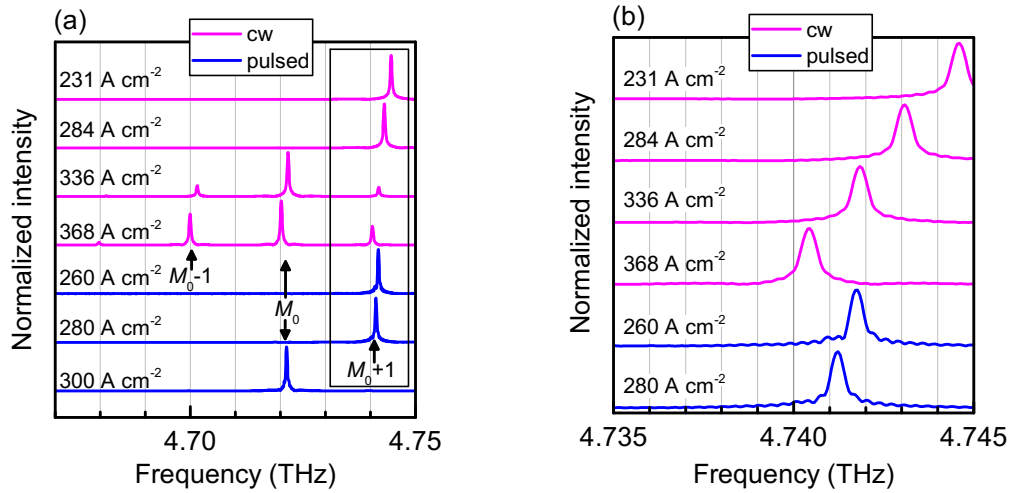 (a)
cw
pulsed
231 A cm⁻²
284 A cm⁻²
336 A cm⁻²
368 A cm⁻²
260 A cm⁻²
280 A cm⁻²
300 A cm⁻²
M₀-1
M₀
M₀+1
Normalized intensity
4.70
4.75
Frequency (THz)
(b)
cw
pulsed
231 A cm⁻²
284 A cm⁻²
336 A cm⁻²
368 A cm⁻²
260 A cm⁻²
280 A cm⁻²
Normalized intensity
4.735
4.740
4.745
Frequency (THz)